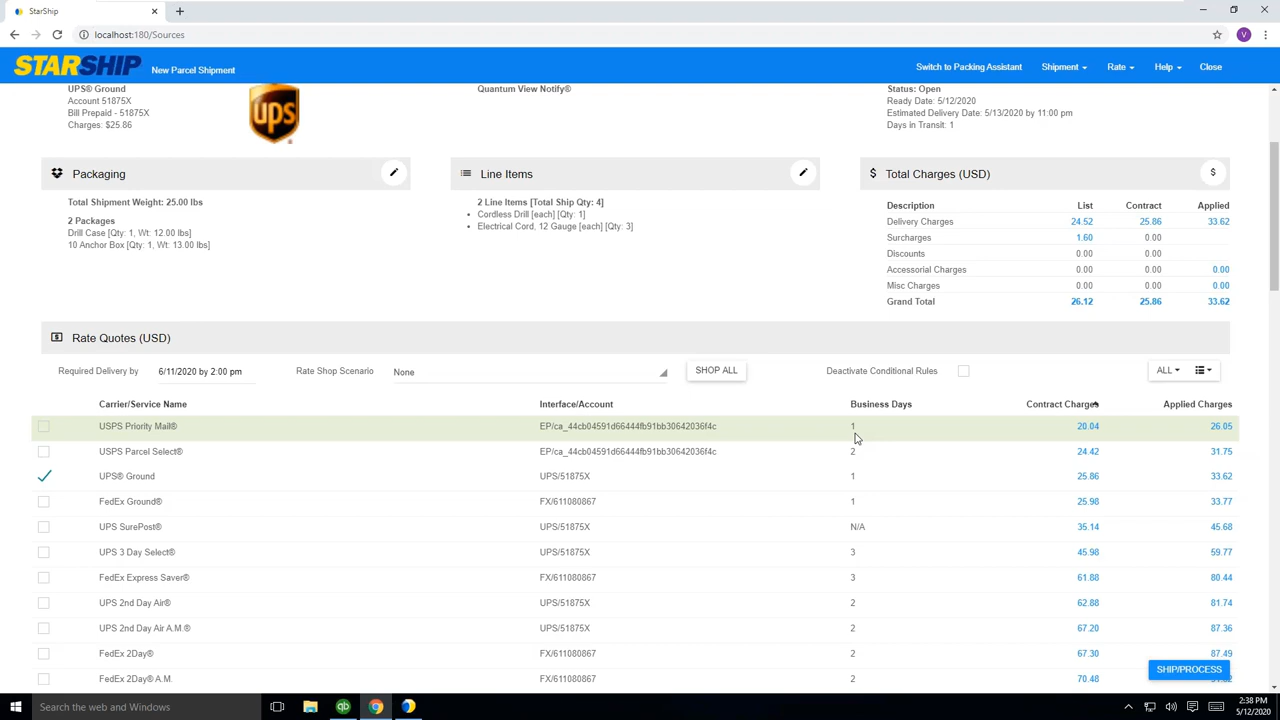 StarShip
localhost:180/Sources
V
STARSHIP New Parcel Shipment Switch to Packing Assistant Shipment Rate Help Close
UPS® Ground
Account 51875X
Bill Prepaid - 51875X
Charges: $25.86
ups
Quantum View Notify®
Status: Open
Ready Date: 5/12/2020
Estimated Delivery Date: 5/13/2020 by 11:00 pm
Days in Transit: 1
Packaging
Total Shipment Weight: 25.00 lbs
2 Packages
Drill Case [Qty: 1, Wt: 12.00 lbs]
10 Anchor Box [Qty: 1, Wt: 13.00 lbs]
Line Items
2 Line Items [Total Ship Qty: 4]
• Cordless Drill [each] [Qty: 1]
• Electrical Cord, 12 Gauge [each] [Qty: 3]
$ Total Charges (USD) $
Description List Contract Applied
Delivery Charges 24.52 25.86 33.62
Surcharges 1.60 0.00
Discounts 0.00 0.00
Accessorial Charges 0.00 0.00 0.00
Misc Charges 0.00 0.00 0.00
Grand Total 26.12 25.86 33.62
Rate Quotes (USD)
Required Delivery by 6/11/2020 by 2:00 pm Rate Shop Scenario None SHOP ALL Deactivate Conditional Rules ALL
Carrier/Service Name Interface/Account Business Days Contract Charges Applied Charges
USPS Priority Mail® EP/ca_44cb04591d66444fb91bb30642036f4c 1 20.04 26.05
USPS Parcel Select® EP/ca_44cb04591d66444fb91bb30642036f4c 2 24.42 31.75
UPS® Ground UPS/51875X 1 25.86 33.62
FedEx Ground® FX/611080867 1 25.98 33.77
UPS SurePost® UPS/51875X N/A 35.14 45.68
UPS 3 Day Select® UPS/51875X 3 45.98 59.77
FedEx Express Saver® FX/611080867 3 61.88 80.44
UPS 2nd Day Air® UPS/51875X 2 62.88 81.74
UPS 2nd Day Air A.M.® UPS/51875X 2 67.20 87.36
FedEx 2Day® FX/611080867 2 67.30 87.49
FedEx 2Day® A.M. FX/611080867 2 70.48
SHIP/PROCESS
Search the web and Windows
qb
2:38 PM
5/12/2020